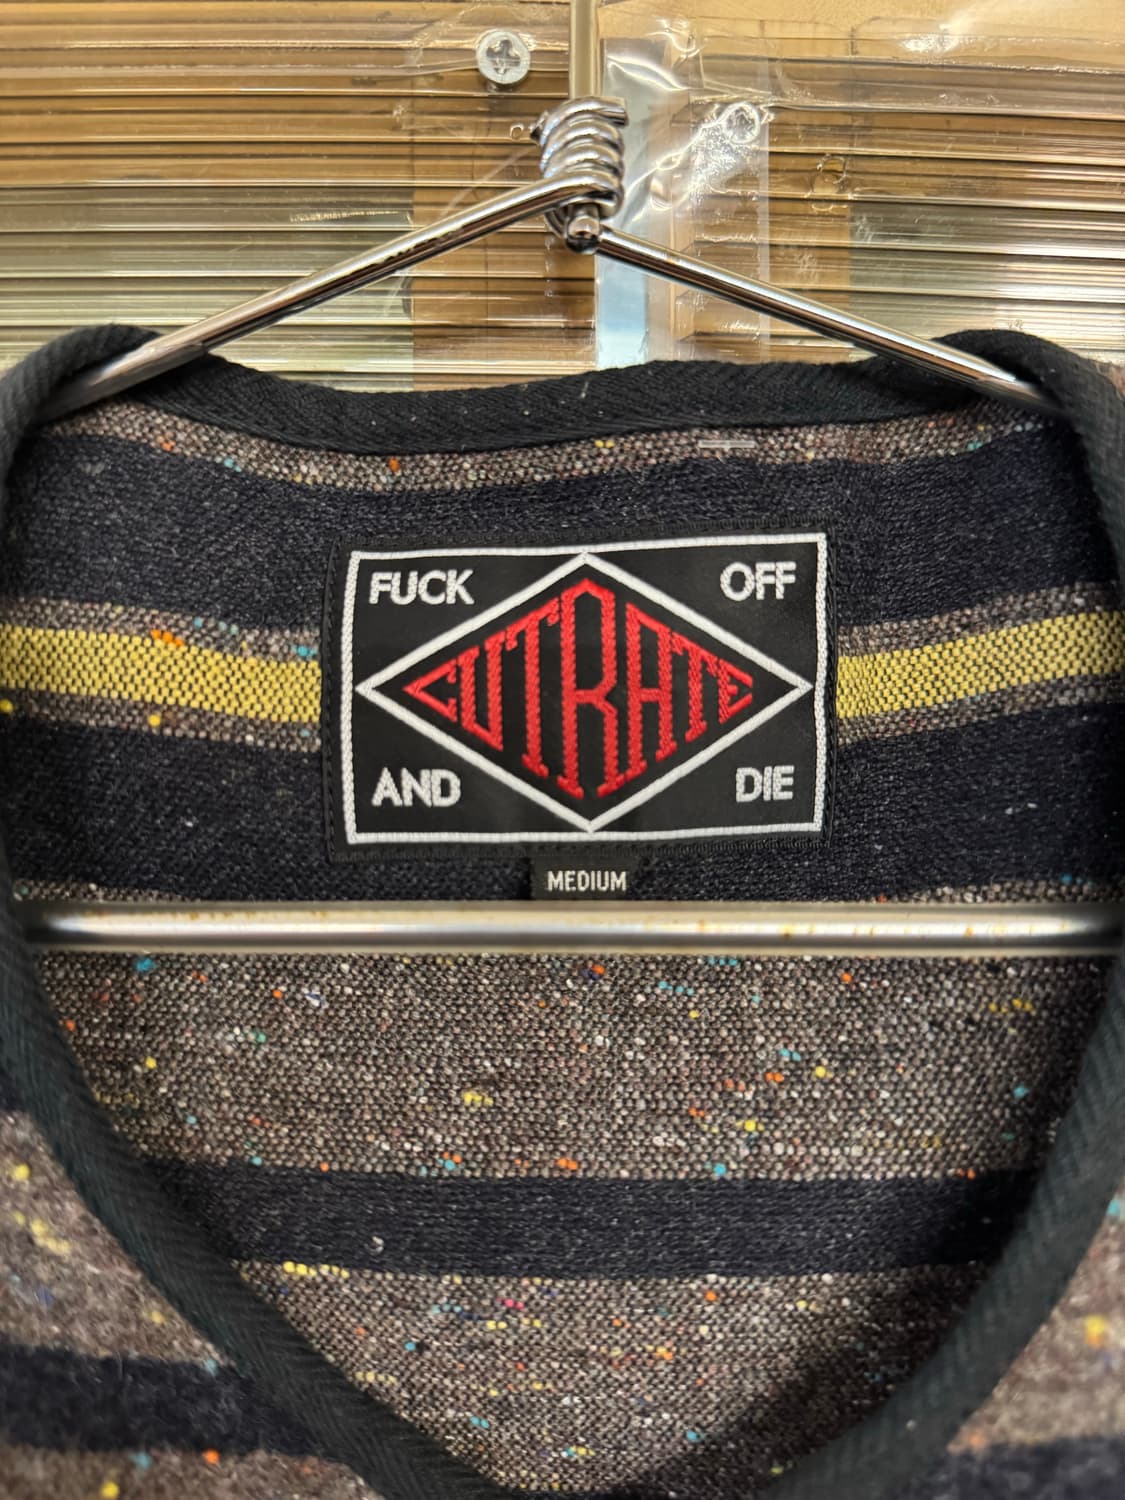 FUCK OFF
CUTRATE
AND DIE
MEDIUM